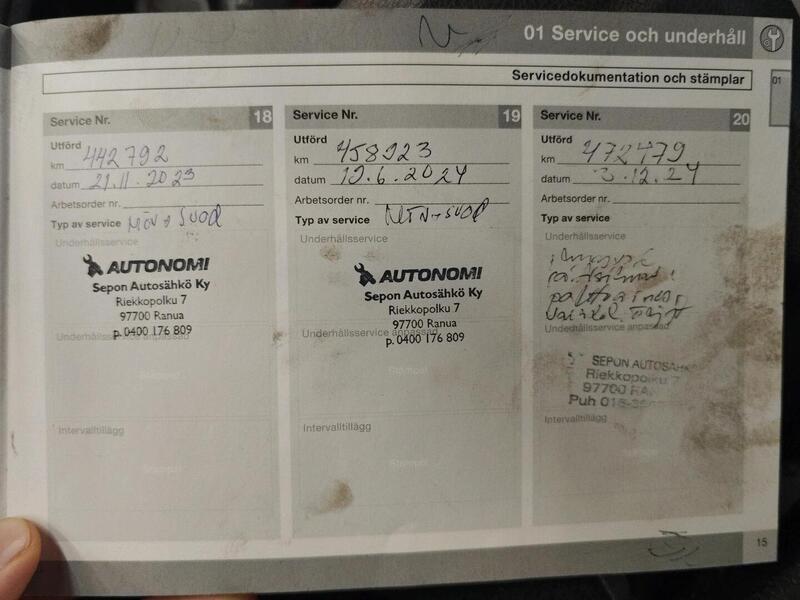 01 Service och underhåll
Servicedokumentation och stämplar
01
Service Nr. 18
Utförd
km 442792
datum 21.11.2023
Arbetsorder nr.
Typ av service
Underhållsservice
AUTONOMI
Sepon Autosähkö Ky
Riekkopolku 7
97700 Ranua
p. 0400 176 809
Underhållsservice anpassad
Stämpel
Intervalltillägg
Stämpel
Service Nr. 19
Utförd
km 458923
datum 19.6.2024
Arbetsorder nr.
Typ av service
Underhållsservice
AUTONOMI
Sepon Autosähkö Ky
Riekkopolku 7
97700 Ranua
p. 0400 176 809
Underhållsservice anpassad
Stämpel
Intervalltillägg
Stämpel
Service Nr. 20
Utförd
km 472479
datum 3.12.24
Arbetsorder nr.
Typ av service
Underhållsservice
Underhållsservice anpassad
SEPON AUTOSÄHKÖ
Riekkopolku 7
97700
Puh
Intervalltillägg
Stämpel
15